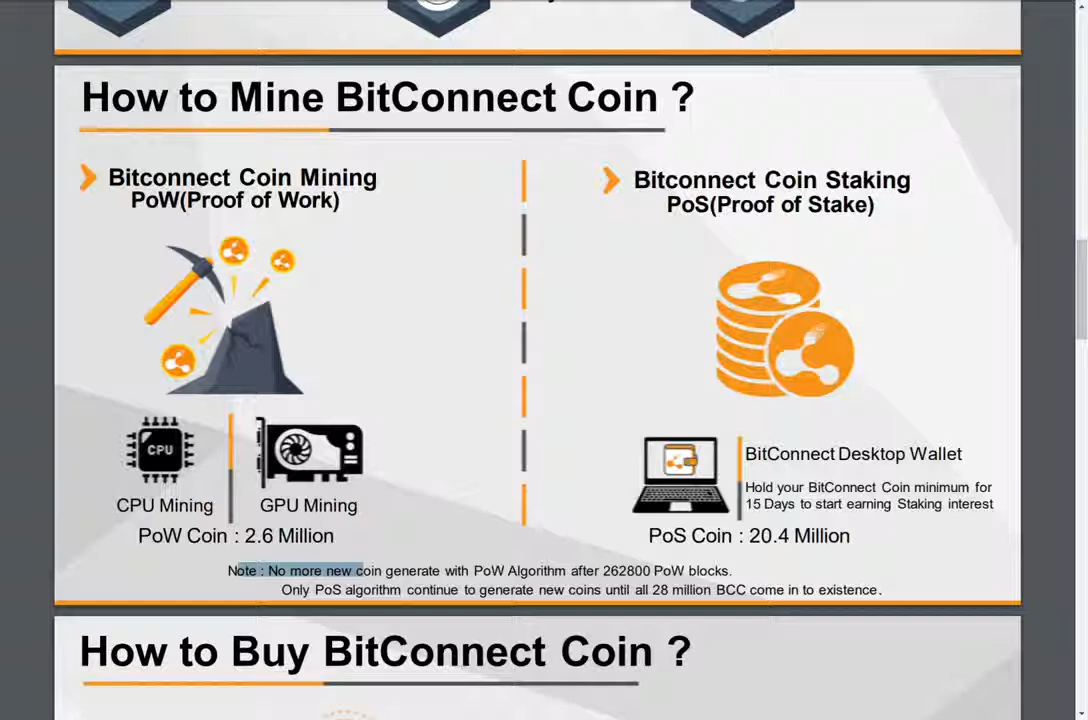 How to Mine BitConnect Coin ?
Bitconnect Coin Mining
PoW(Proof of Work)
Bitconnect Coin Staking
PoS(Proof of Stake)
CPU
CPU Mining
GPU Mining
PoW Coin : 2.6 Million
BitConnect Desktop Wallet
Hold your BitConnect Coin minimum for
15 Days to start earning Staking interest
PoS Coin : 20.4 Million
Note : No more new coin generate with PoW Algorithm after 262800 PoW blocks.
Only PoS algorithm continue to generate new coins until all 28 million BCC come in to existence.
How to Buy BitConnect Coin ?